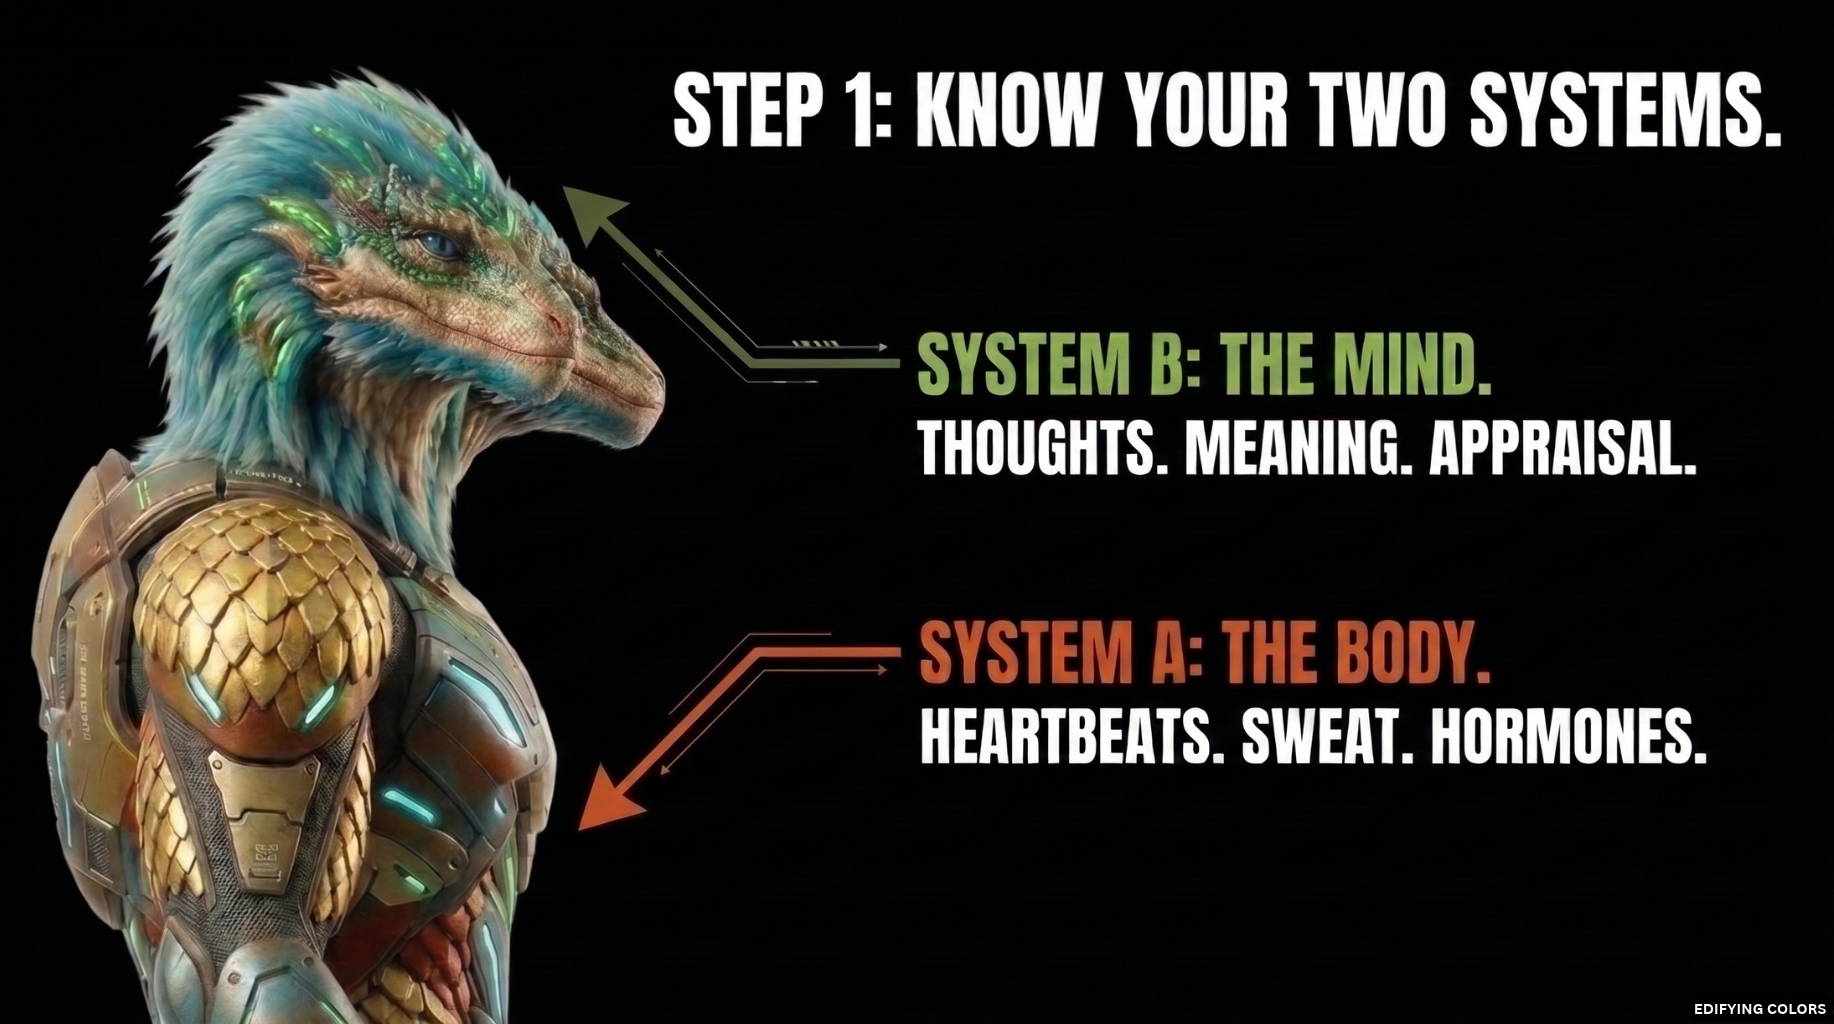 STEP 1: KNOW YOUR TWO SYSTEMS.
SYSTEM B: THE MIND.
THOUGHTS. MEANING. APPRAISAL.
SYSTEM A: THE BODY.
HEARTBEATS. SWEAT. HORMONES.
EDIFYING COLORS